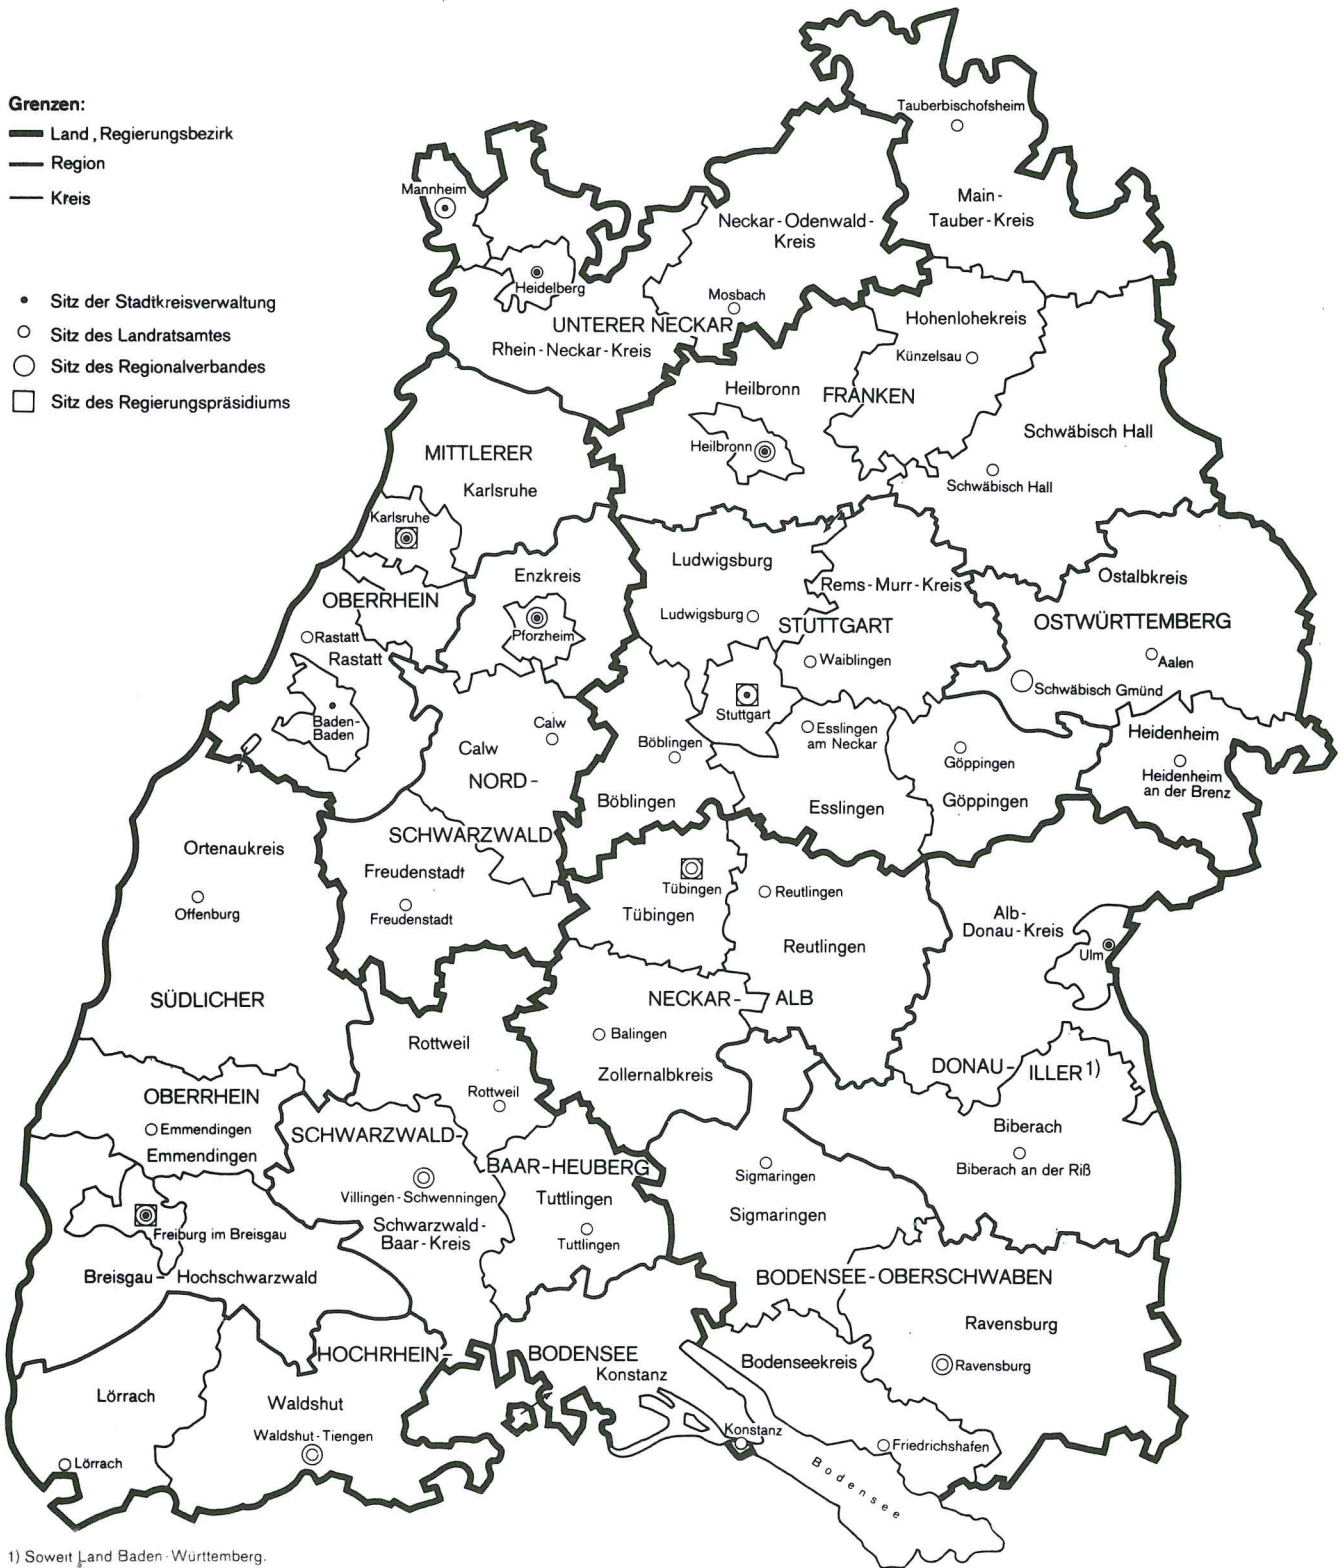 Grenzen:
Land, Regierungsbezirk
Region
Kreis
Sitz der Stadtkreisverwaltung
Sitz des Landratsamtes
Sitz des Regionalverbandes
Sitz des Regierungspräsidiums
Tauberbischofsheim
Main-
Tauber-Kreis
Mannheim
Neckar-Odenwald-
Kreis
Heidelberg
Mosbach
UNTERER NECKAR
Rhein-Neckar-Kreis
Hohenlohekreis
Künzelsau
Heilbronn
FRANKEN
Heilbronn
Schwäbisch Hall
Schwäbisch Hall
MITTLERER
Karlsruhe
Karlsruhe
Enzkreis
Pforzheim
OBERRHEIN
Rastatt
Rastatt
Baden-
Baden
Ludwigsburg
Ludwigsburg
Rems-Murr-Kreis
STUTTGART
Waiblingen
Stuttgart
Ostalbkreis
OSTWÜRTTEMBERG
Aalen
Schwäbisch Gmünd
Heidenheim
Heidenheim
an der Brenz
Calw
Calw
NORD-
SCHWARZWALD
Böblingen
Böblingen
Esslingen
am Neckar
Esslingen
Göppingen
Göppingen
Freudenstadt
Freudenstadt
Ortenaukreis
Offenburg
SÜDLICHER
Tübingen
Tübingen
Reutlingen
Reutlingen
Alb-
Donau-Kreis
Ulm
NECKAR-ALB
Balingen
Zollernalbkreis
Rottweil
Rottweil
DONAU-ILLER 1)
Biberach
Biberach an der Riß
OBERRHEIN
Emmendingen
Emmendingen
SCHWARZWALD-
BAAR-HEUBERG
Villingen-Schwenningen
Schwarzwald-
Baar-Kreis
Tuttlingen
Tuttlingen
Sigmaringen
Sigmaringen
Freiburg im Breisgau
Breisgau-Hochschwarzwald
BODENSEE-OBERSCHWABEN
Ravensburg
Ravensburg
Bodenseekreis
Friedrichshafen
HOCHRHEIN-
BODENSEE
Konstanz
Konstanz
Lörrach
Lörrach
Waldshut
Waldshut-Tiengen
Bodensee
1) Soweit Land Baden-Württemberg.